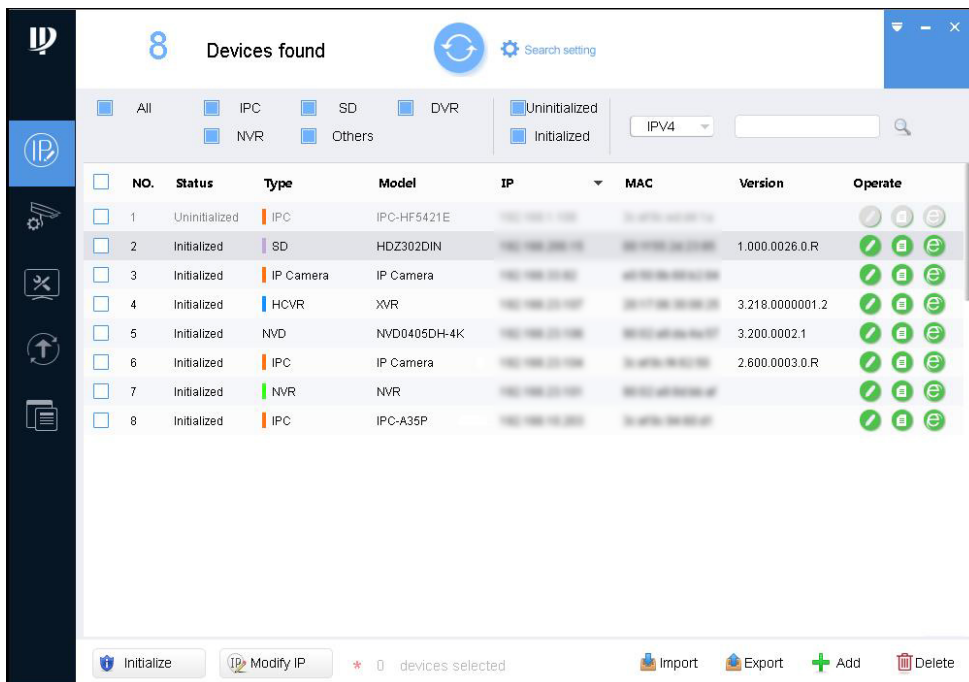 8 Devices found Search setting
All IPC SD DVR Uninitialized
NVR Others Initialized IPV4
NO. Status Type Model IP MAC Version Operate
1 Uninitialized IPC IPC-HF5421E
2 Initialized SD HDZ302DIN 1.000.0026.0.R
3 Initialized IP Camera IP Camera
4 Initialized HCVR XVR 3.218.0000001.2
5 Initialized NVD NVD0405DH-4K 3.200.0002.1
6 Initialized IPC IP Camera 2.600.0003.0.R
7 Initialized NVR NVR
8 Initialized IPC IPC-A35P
Initialize IP Modify IP * 0 devices selected Import Export Add Delete